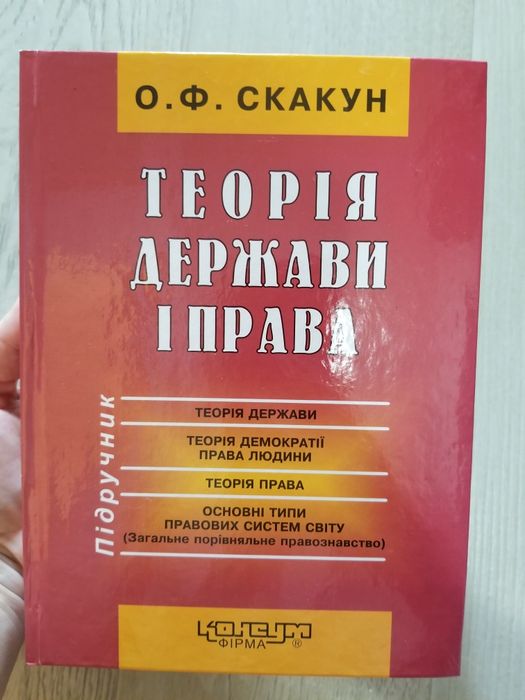 О.Ф. СКАКУН
ТЕОРІЯ
ДЕРЖАВИ
І ПРАВА
Підручник
ТЕОРІЯ ДЕРЖАВИ
ТЕОРІЯ ДЕМОКРАТІЇ
ПРАВА ЛЮДИНИ
ТЕОРІЯ ПРАВА
ОСНОВНІ ТИПИ
ПРАВОВИХ СИСТЕМ СВІТУ
(Загальне порівняльне правознавство)
КОНСУМ
ФІРМА ®